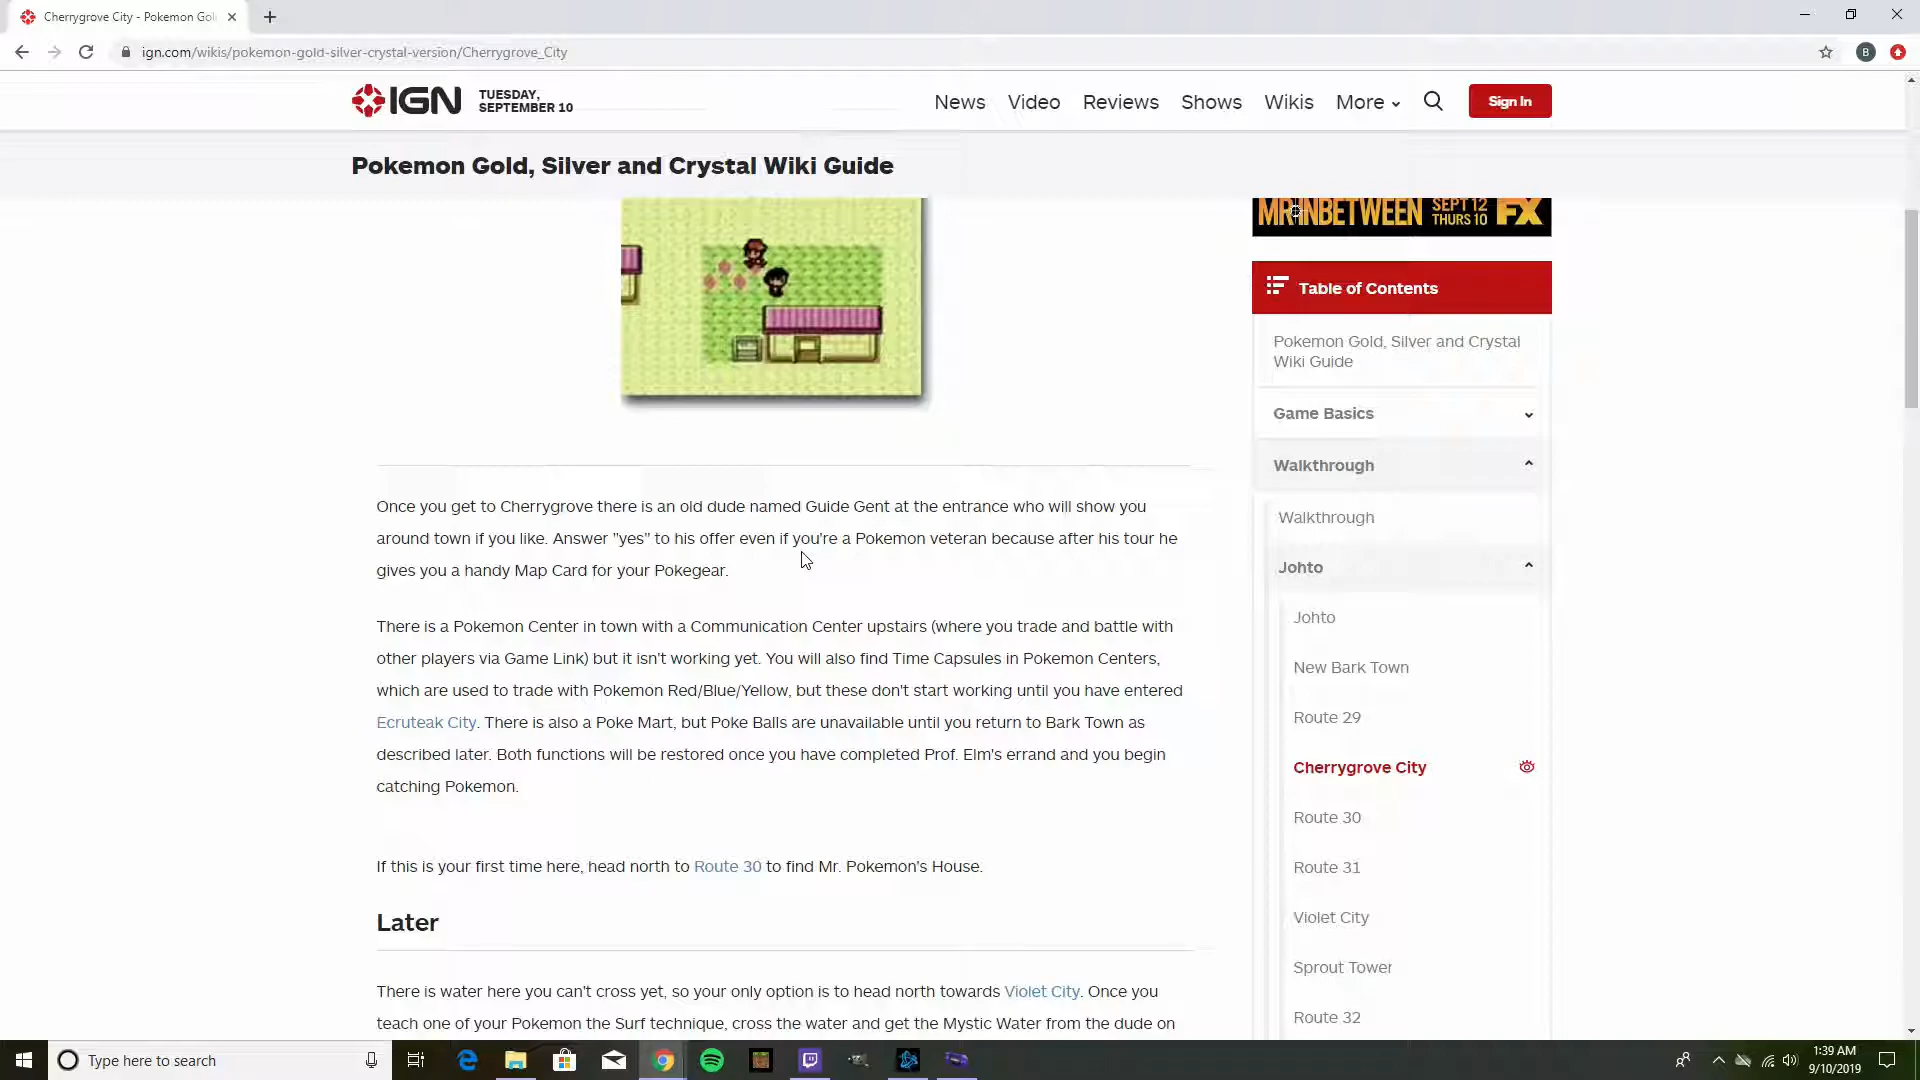 Cherrygrove City - Pokemon Gol
ign.com/wikis/pokemon-gold-silver-crystal-version/Cherrygrove_City
B
IGN
TUESDAY,
SEPTEMBER 10
News
Video
Reviews
Shows
Wikis
More
Sign In
Pokemon Gold, Silver and Crystal Wiki Guide
MRINBETWEEN SEPT 12
THURS 10 FX
Once you get to Cherrygrove there is an old dude named Guide Gent at the entrance who will show you
around town if you like. Answer "yes" to his offer even if you're a Pokemon veteran because after his tour he
gives you a handy Map Card for your Pokegear.
There is a Pokemon Center in town with a Communication Center upstairs (where you trade and battle with
other players via Game Link) but it isn't working yet. You will also find Time Capsules in Pokemon Centers,
which are used to trade with Pokemon Red/Blue/Yellow, but these don't start working until you have entered
Ecruteak City. There is also a Poke Mart, but Poke Balls are unavailable until you return to Bark Town as
described later. Both functions will be restored once you have completed Prof. Elm's errand and you begin
catching Pokemon.
If this is your first time here, head north to Route 30 to find Mr. Pokemon's House.
Later
There is water here you can't cross yet, so your only option is to head north towards Violet City. Once you
teach one of your Pokemon the Surf technique, cross the water and get the Mystic Water from the dude on
Table of Contents
Pokemon Gold, Silver and Crystal
Wiki Guide
Game Basics
Walkthrough
Walkthrough
Johto
Johto
New Bark Town
Route 29
Cherrygrove City
Route 30
Route 31
Violet City
Sprout Tower
Route 32
Type here to search
1:39 AM
9/10/2019